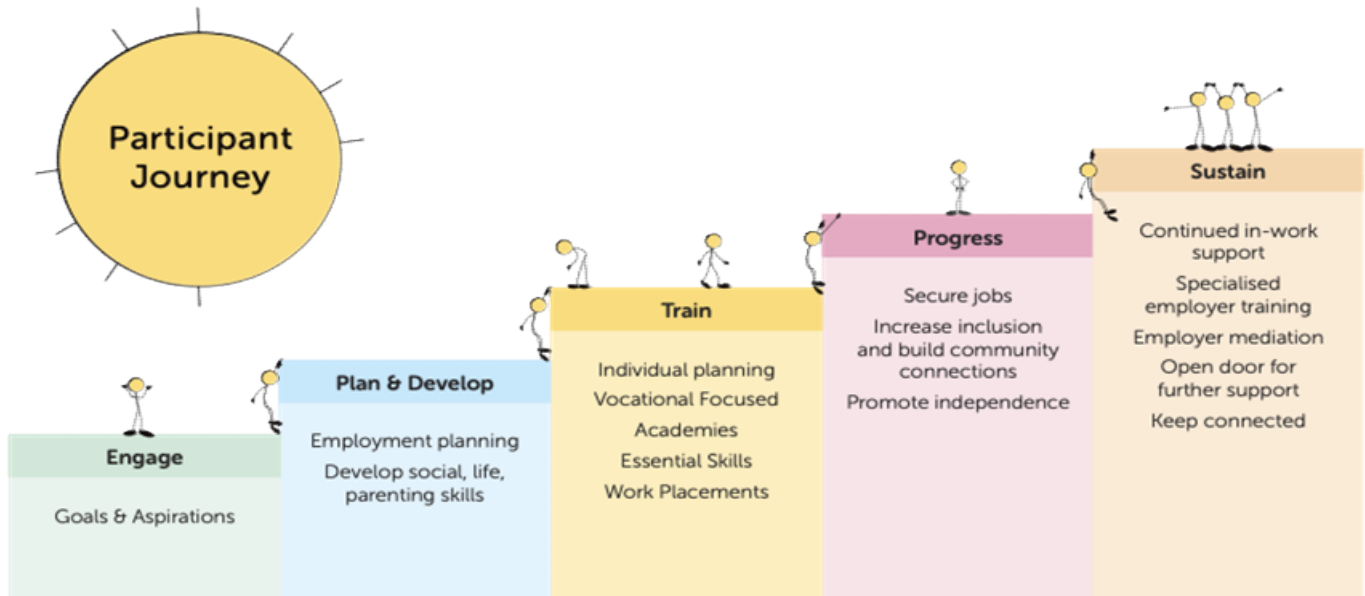 Participant
Journey
Engage
Goals & Aspirations
Plan & Develop
Employment planning
Develop social, life,
parenting skills
Train
Individual planning
Vocational Focused
Academies
Essential Skills
Work Placements
Progress
Secure jobs
Increase inclusion
and build community
connections
Promote independence
Sustain
Continued in-work
support
Specialised
employer training
Employer mediation
Open door for
further support
Keep connected